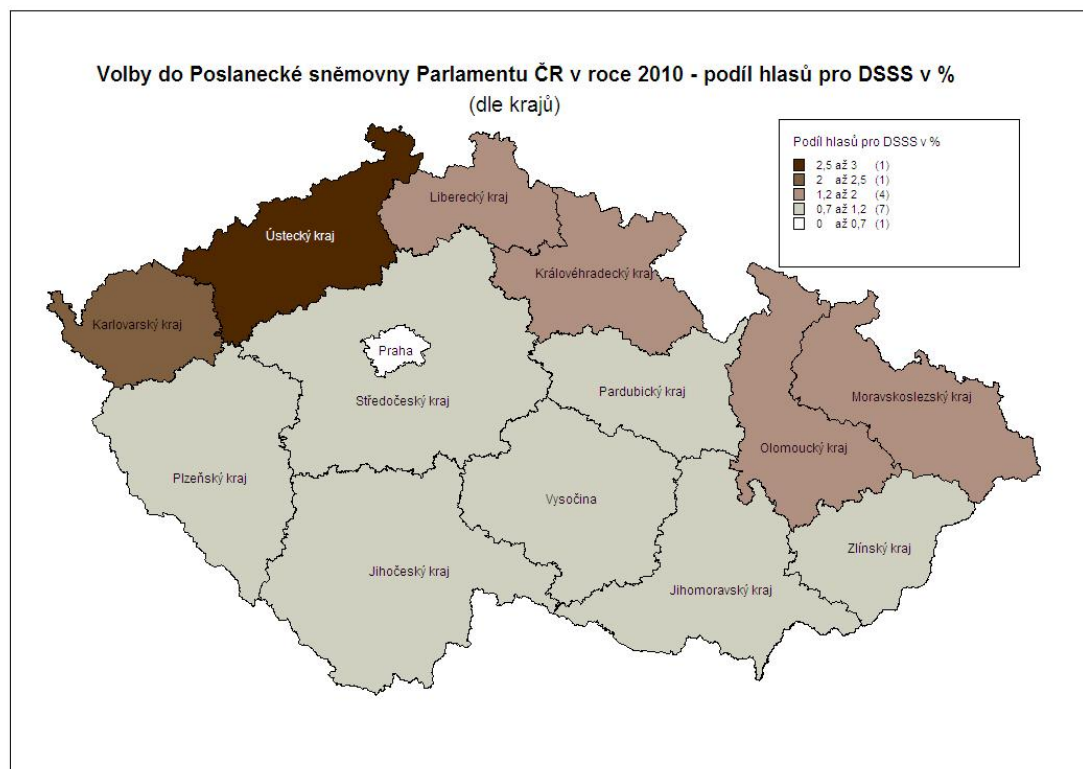 Volby do Poslanecké sněmovny Parlamentu ČR v roce 2010 - podíl hlasů pro DSSS v %
(dle krajů)
Podíl hlasů pro DSSS v %
2,5 až 3 (1)
2 až 2,5 (1)
1,2 až 2 (4)
0,7 až 1,2 (7)
0 až 0,7 (1)
Liberecký kraj
Ústecký kraj
Královéhradecký kraj
Karlovarský kraj
Praha
Pardubický kraj
Středočeský kraj
Moravskoslezský kraj
Olomoucký kraj
Plzeňský kraj
Vysočina
Zlínský kraj
Jihočeský kraj
Jihomoravský kraj